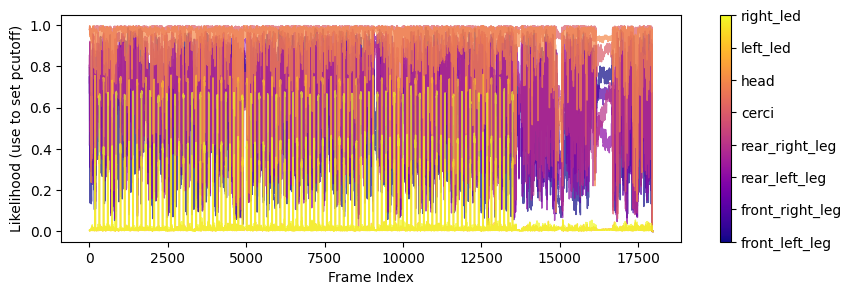 Likelihood (use to set pcutoff)
1.0
0.8
0.6
0.4
0.2
0.0
0
2500
5000
7500
10000
12500
15000
17500
Frame Index
right_led
left_led
head
cerci
rear_right_leg
rear_left_leg
front_right_leg
front_left_leg